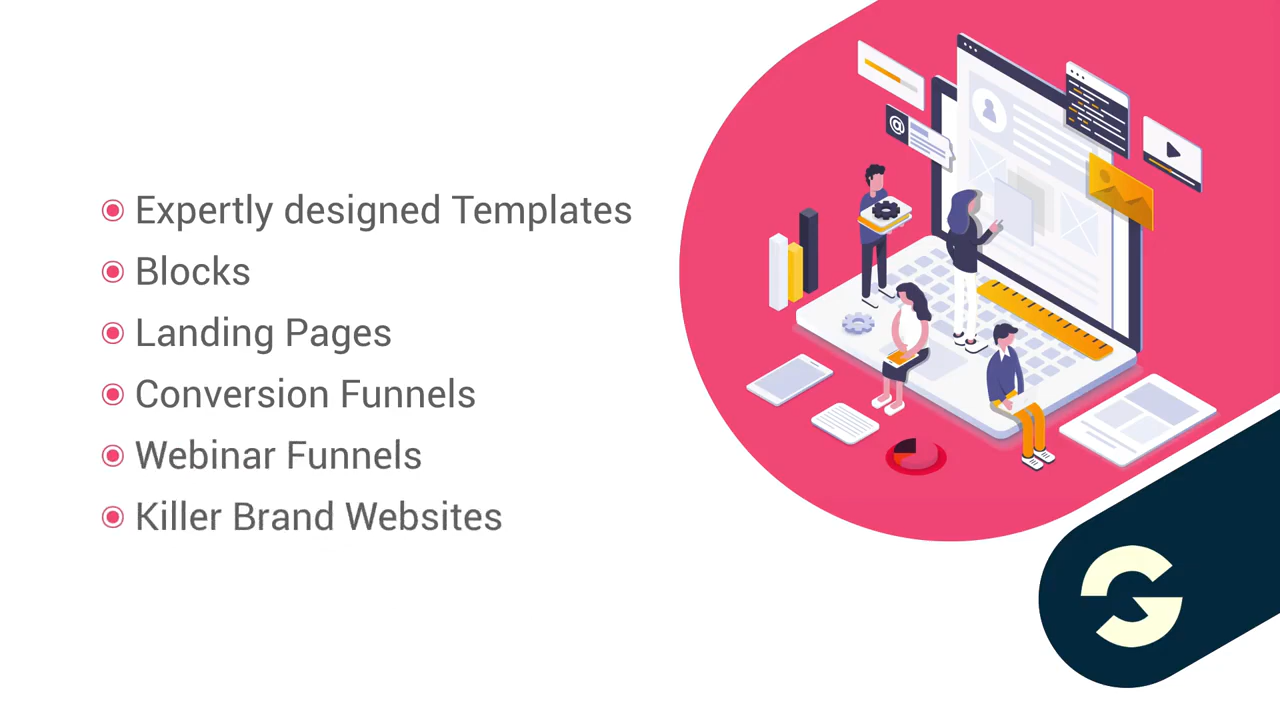 Expertly designed Templates
Blocks
Landing Pages
Conversion Funnels
Webinar Funnels
Killer Brand Websites